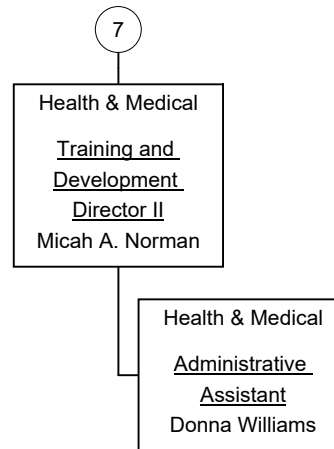 7
Health & Medical
Training and
Development
Director II
Micah A. Norman
Health & Medical
Administrative
Assistant
Donna Williams